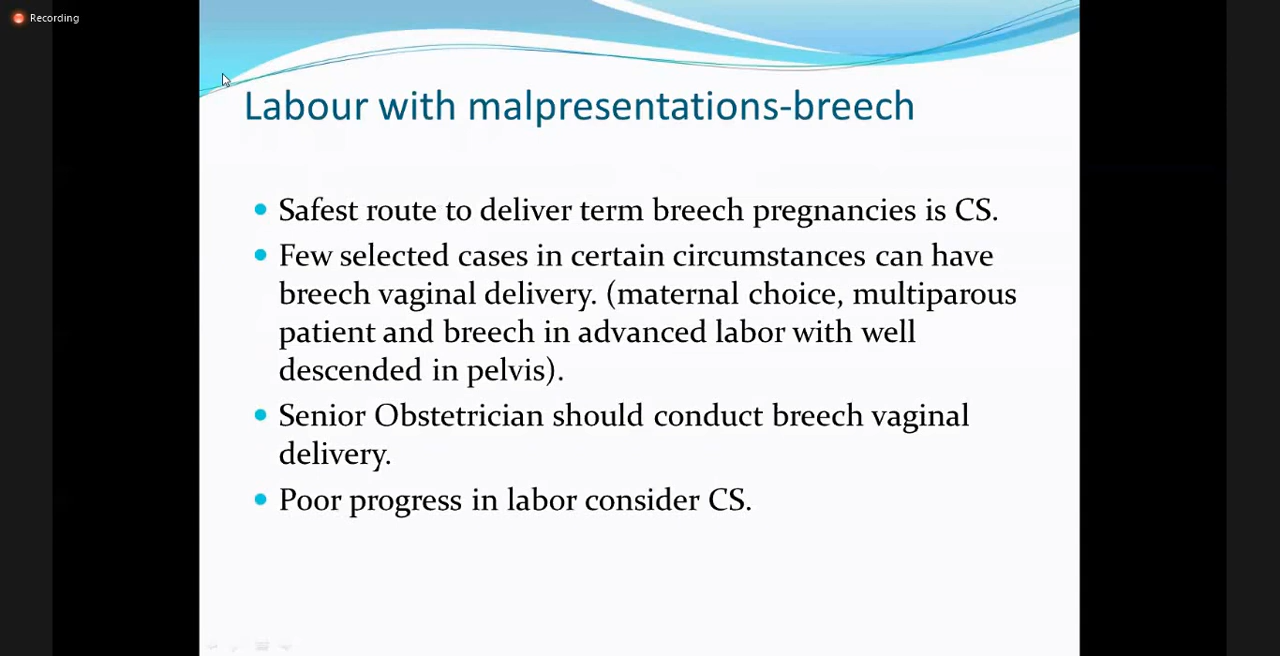 Recording
Labour with malpresentations-breech
Safest route to deliver term breech pregnancies is CS.
Few selected cases in certain circumstances can have
breech vaginal delivery. (maternal choice, multiparous
patient and breech in advanced labor with well
descended in pelvis).
Senior Obstetrician should conduct breech vaginal
delivery.
Poor progress in labor consider CS.